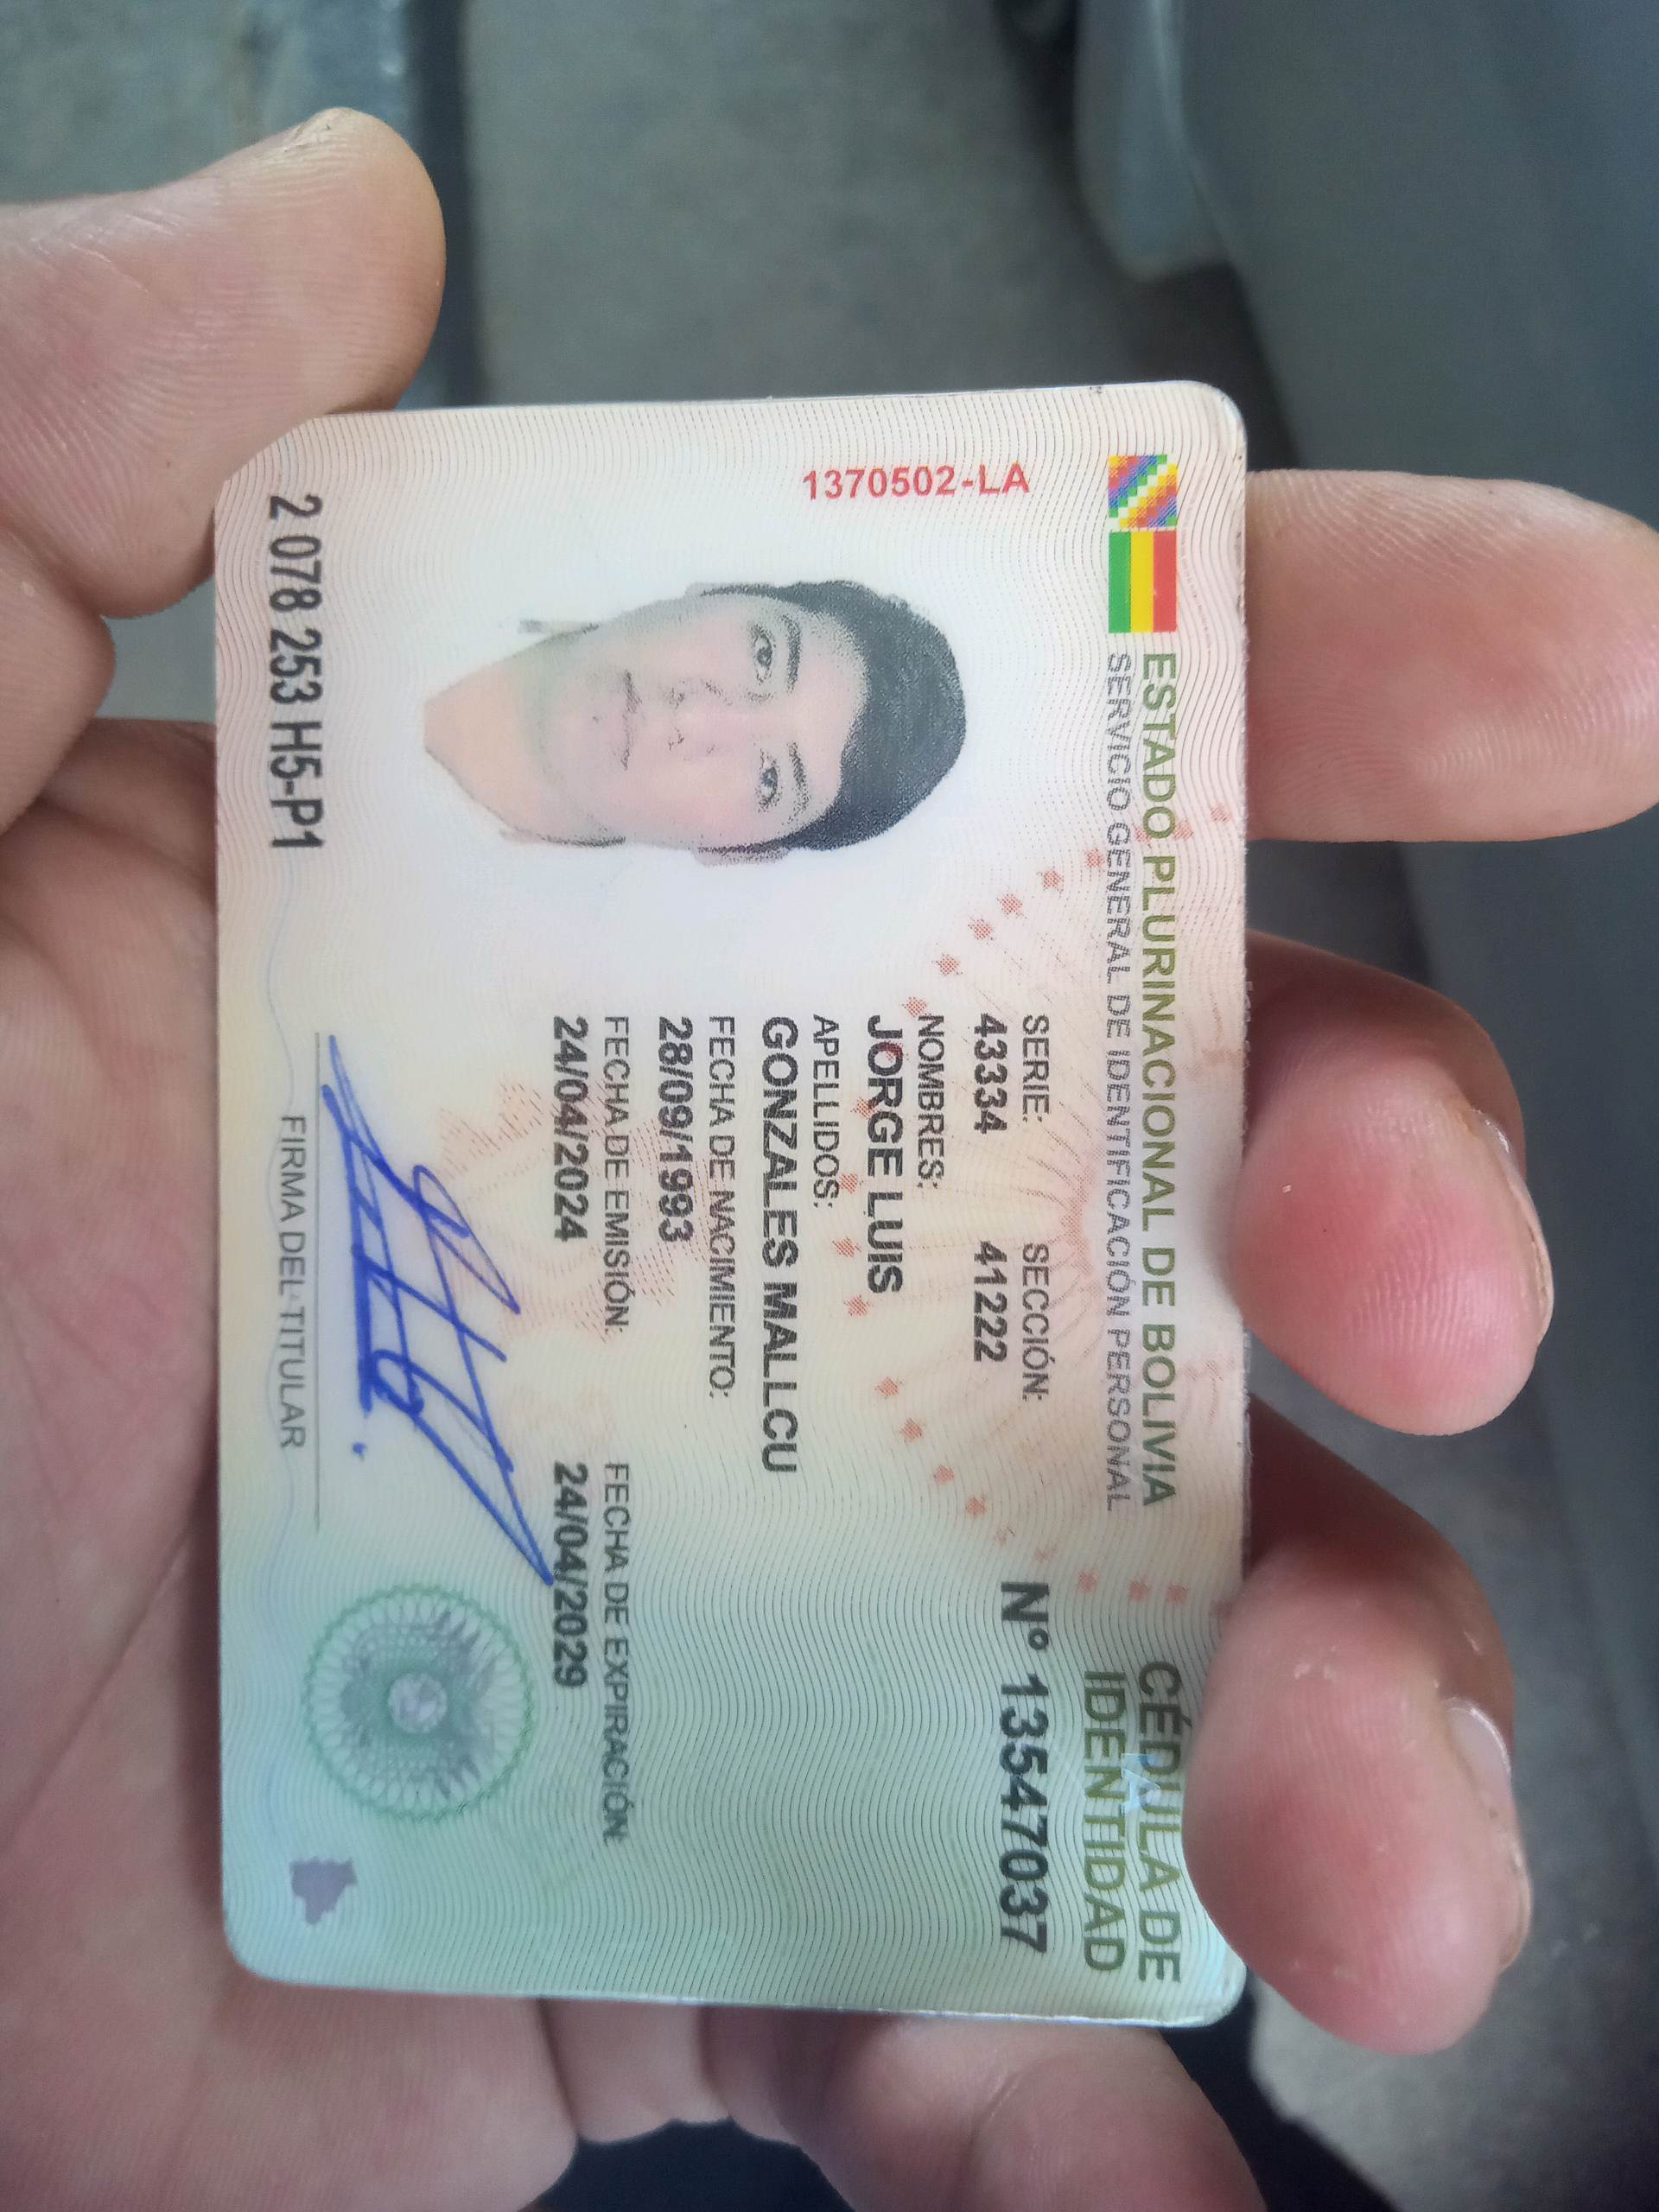 ESTADO PLURINACIONAL DE BOLIVIA
SERVICIO GENERAL DE IDENTIFICACIÓN PERSONAL
CÉDULA DE
IDENTIDAD
1370502-LA
Nº 13547037
SERIE: SECCIÓN:
43334 41222
NOMBRES:
JORGE LUIS
APELLIDOS:
GONZALES MALLCU
FECHA DE NACIMIENTO:
28/09/1993
FECHA DE EMISIÓN: FECHA DE EXPIRACIÓN:
24/04/2024 24/04/2029
2 078 253 H5-P1
FIRMA DEL TITULAR